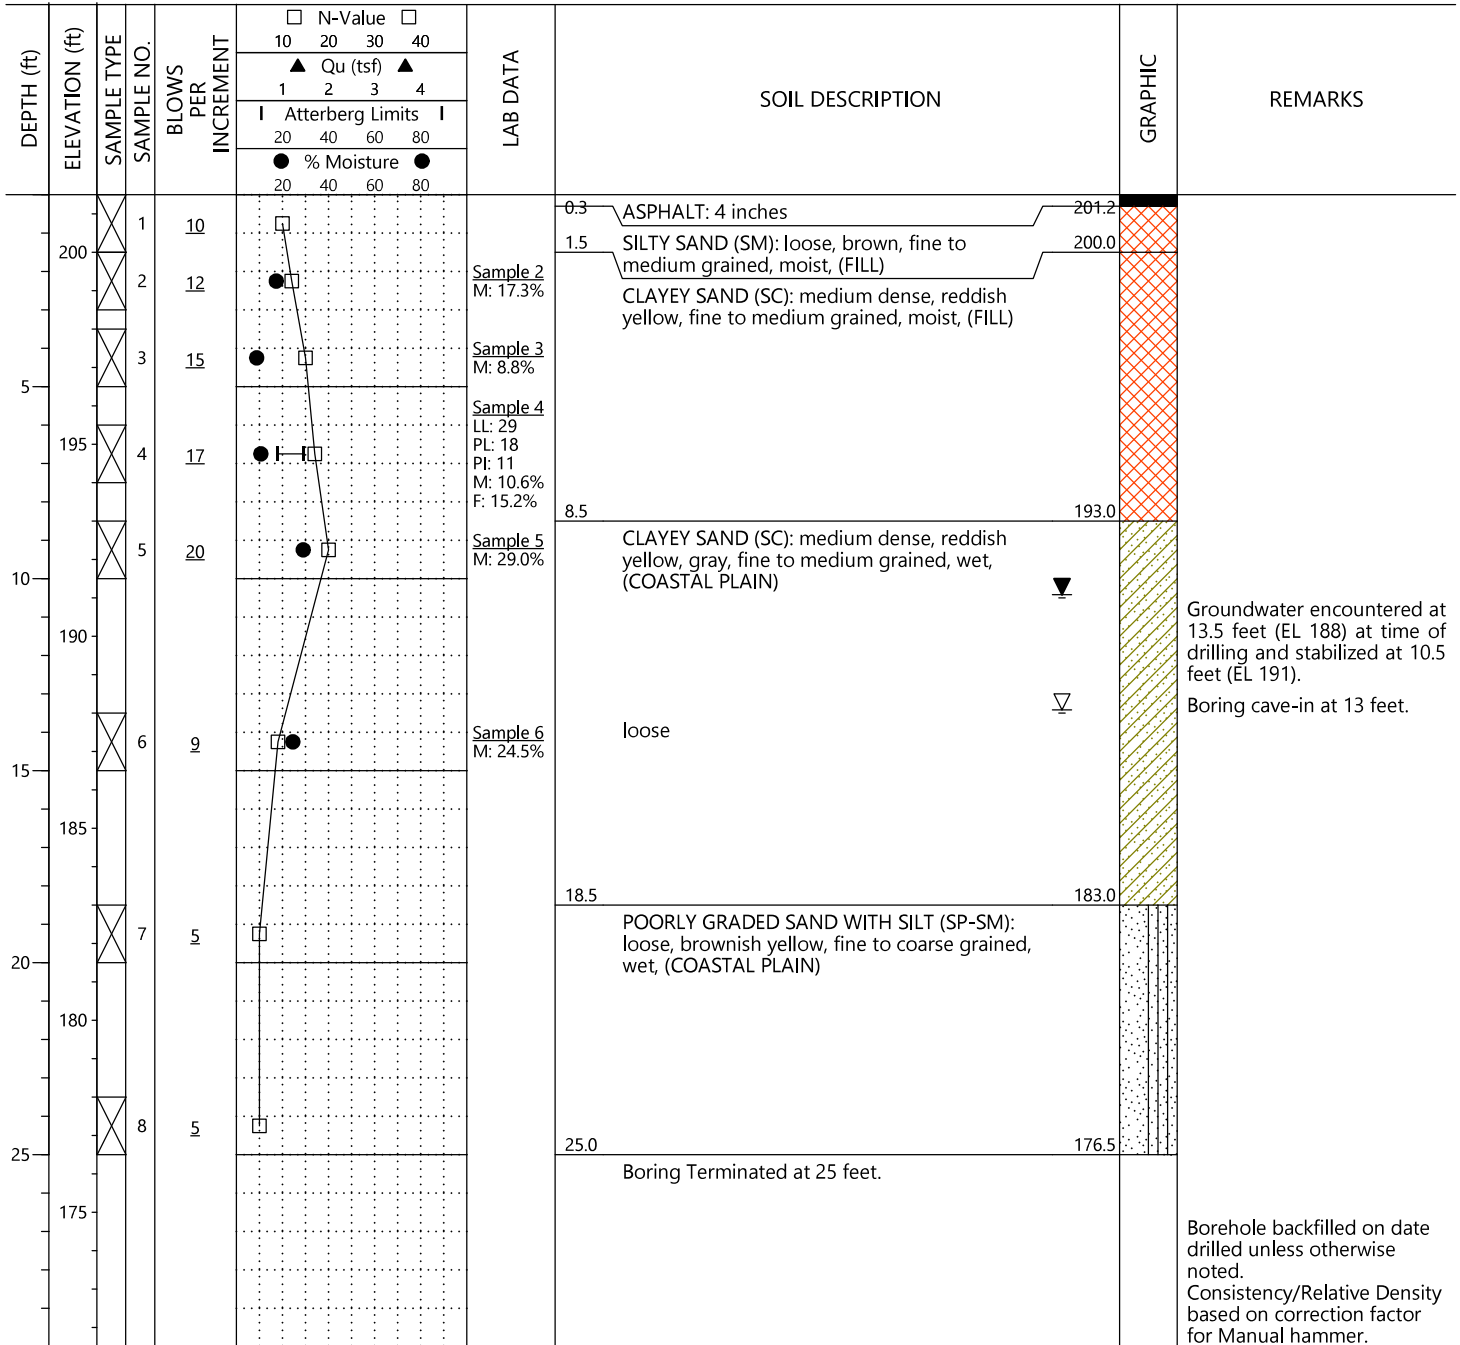 DEPTH (ft)
ELEVATION (ft)
SAMPLE TYPE
SAMPLE NO.
BLOWS
PER
INCREMENT
N-Value
10 20 30 40
Qu (tsf)
1 2 3 4
Atterberg Limits
20 40 60 80
% Moisture
20 40 60 80
LAB DATA
SOIL DESCRIPTION
GRAPHIC
REMARKS
0.3 ASPHALT: 4 inches 201.2
1 10
1.5 SILTY SAND (SM): loose, brown, fine to 200.0
medium grained, moist, (FILL)
200
2 12
Sample 2
M: 17.3%
CLAYEY SAND (SC): medium dense, reddish
yellow, fine to medium grained, moist, (FILL)
3 15
Sample 3
M: 8.8%
5
195
4 17
Sample 4
LL: 29
PL: 18
PI: 11
M: 10.6%
F: 15.2%
8.5 193.0
5 20
Sample 5
M: 29.0%
CLAYEY SAND (SC): medium dense, reddish
yellow, gray, fine to medium grained, wet,
(COASTAL PLAIN)
10
190
Groundwater encountered at
13.5 feet (EL 188) at time of
drilling and stabilized at 10.5
feet (EL 191).
Boring cave-in at 13 feet.
6 9
Sample 6
M: 24.5%
loose
15
185
18.5 183.0
7 5
POORLY GRADED SAND WITH SILT (SP-SM):
loose, brownish yellow, fine to coarse grained,
wet, (COASTAL PLAIN)
20
180
8 5
25.0 176.5
25
Boring Terminated at 25 feet.
175
Borehole backfilled on date
drilled unless otherwise
noted.
Consistency/Relative Density
based on correction factor
for Manual hammer.